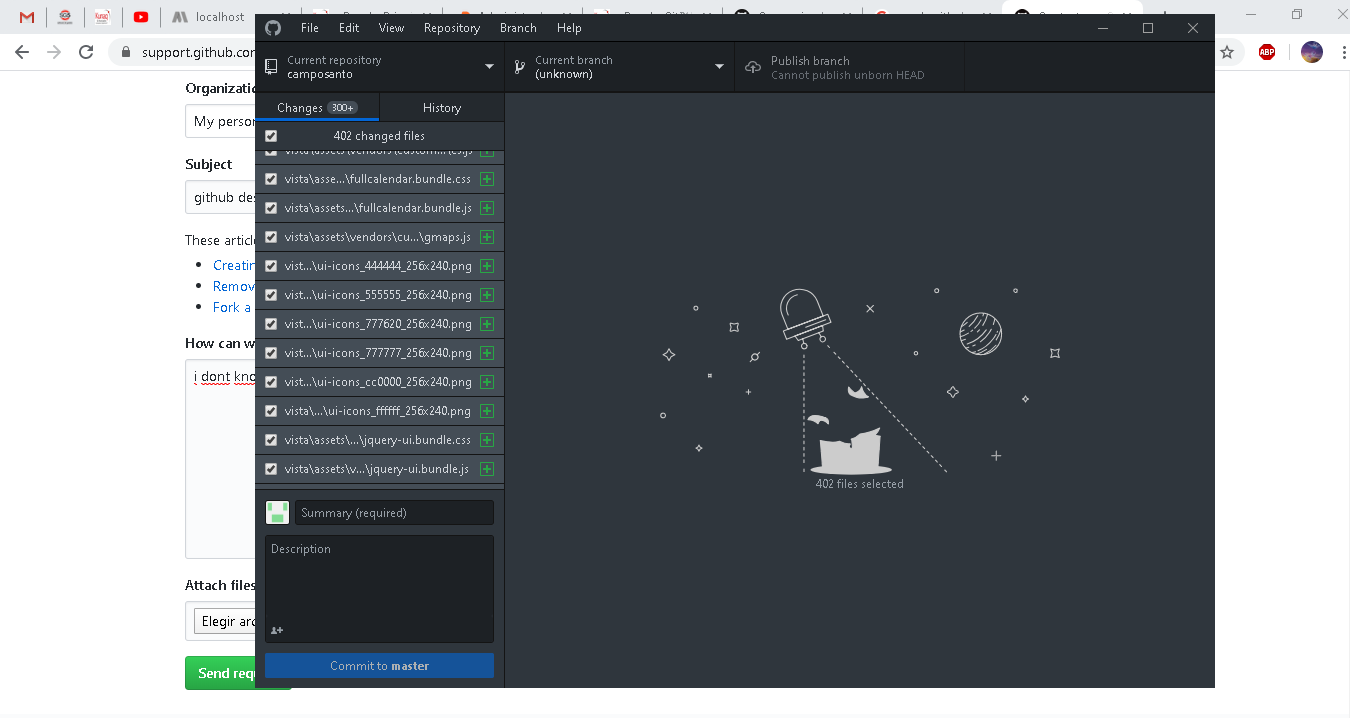 localhost
support.github.com
Organizatio
My perso
Subject
github des
These article
Creatin
Remov
Fork a
How can w
i dont kno
Attach files
Elegir arc
Send requ
File Edit View Repository Branch Help
Current repository
camposanto
Current branch
(unknown)
Publish branch
Cannot publish unborn HEAD
Changes 300+ History
402 changed files
vista\asse...\fullcalendar.bundle.css
vista\assets...\fullcalendar.bundle.js
vista\assets\vendors\cu...\gmaps.js
vist...\ui-icons_444444_256x240.png
vist...\ui-icons_555555_256x240.png
vist...\ui-icons_777620_256x240.png
vist...\ui-icons_777777_256x240.png
vist...\ui-icons_cc0000_256x240.png
vista\...\ui-icons_ffffff_256x240.png
vista\assets\...\jquery-ui.bundle.css
vista\assets\v...\jquery-ui.bundle.js
Summary (required)
Description
Commit to master
402 files selected
ABP